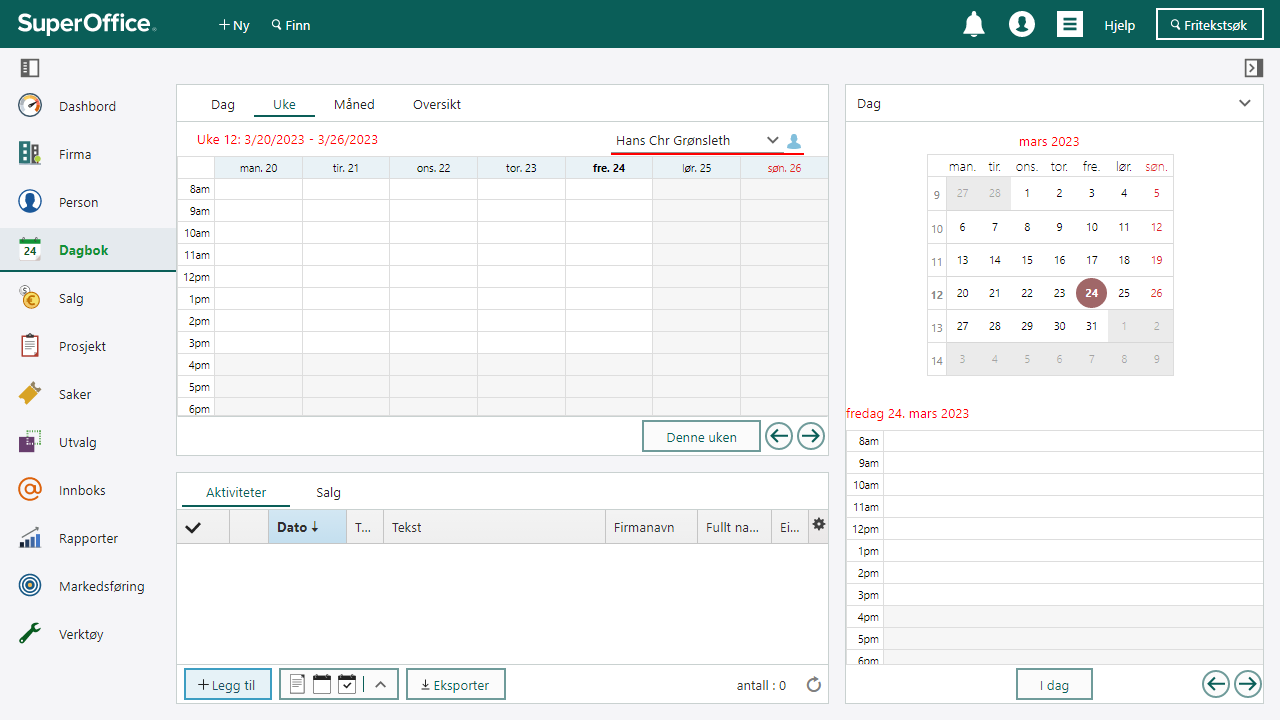 SuperOffice
Ny
Finn
Hjelp
Fritekstsøk
Dashbord
Firma
Person
24
Dagbok
Salg
Prosjekt
Saker
Utvalg
Innboks
Rapporter
Markedsføring
Verktøy
Dag Uke Måned Oversikt
Uke 12: 3/20/2023 - 3/26/2023
Hans Chr Grønsleth
man. 20 tir. 21 ons. 22 tor. 23 fre. 24 lør. 25 søn. 26
8am
9am
10am
11am
12pm
1pm
2pm
3pm
4pm
5pm
6pm
Denne uken
Aktiviteter Salg
Dato T... Tekst Firmanavn Fullt na... Ei...
Legg til
Eksporter
antall : 0
Dag
mars 2023
man. tir. ons. tor. fre. lør. søn.
9 27 28 1 2 3 4 5
10 6 7 8 9 10 11 12
11 13 14 15 16 17 18 19
12 20 21 22 23 24 25 26
13 27 28 29 30 31 1 2
14 3 4 5 6 7 8 9
fredag 24. mars 2023
8am
9am
10am
11am
12pm
1pm
2pm
3pm
4pm
5pm
6pm
I dag